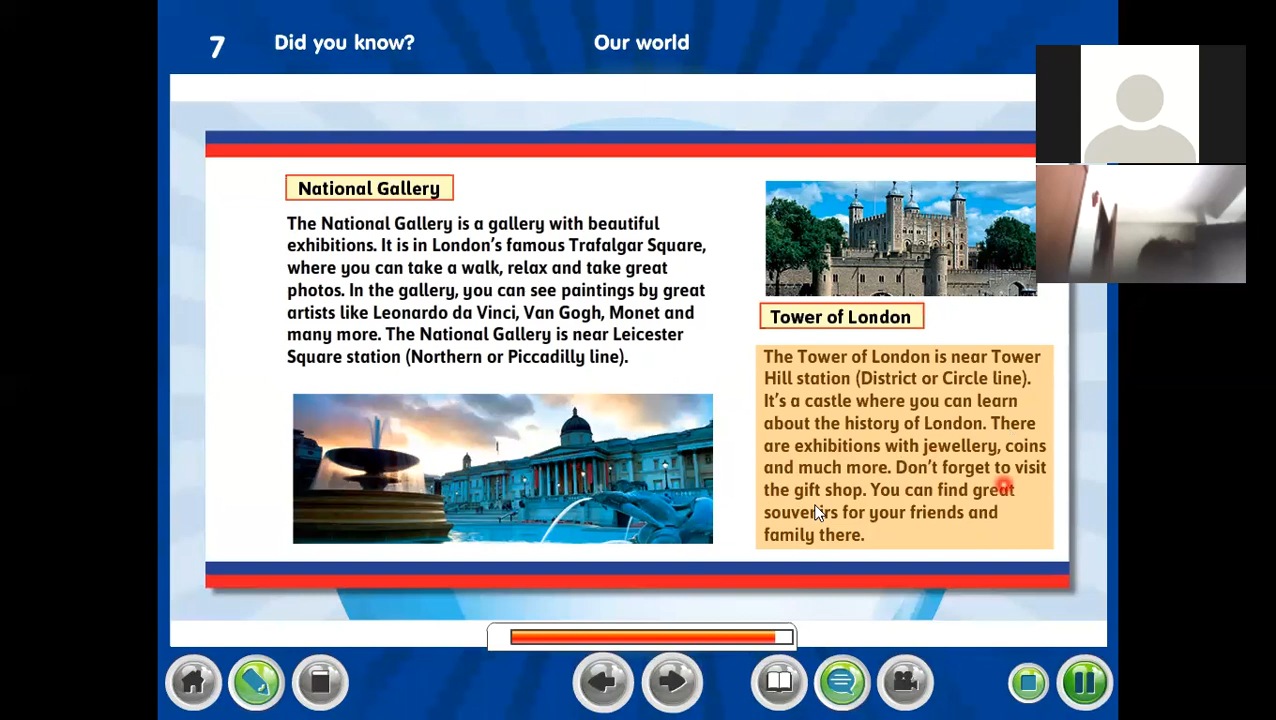 7 Did you know? Our world
National Gallery
The National Gallery is a gallery with beautiful
exhibitions. It is in London's famous Trafalgar Square,
where you can take a walk, relax and take great
photos. In the gallery, you can see paintings by great
artists like Leonardo da Vinci, Van Gogh, Monet and
many more. The National Gallery is near Leicester
Square station (Northern or Piccadilly line).
Tower of London
The Tower of London is near Tower
Hill station (District or Circle line).
It's a castle where you can learn
about the history of London. There
are exhibitions with jewellery, coins
and much more. Don't forget to visit
the gift shop. You can find great
souvenirs for your friends and
family there.